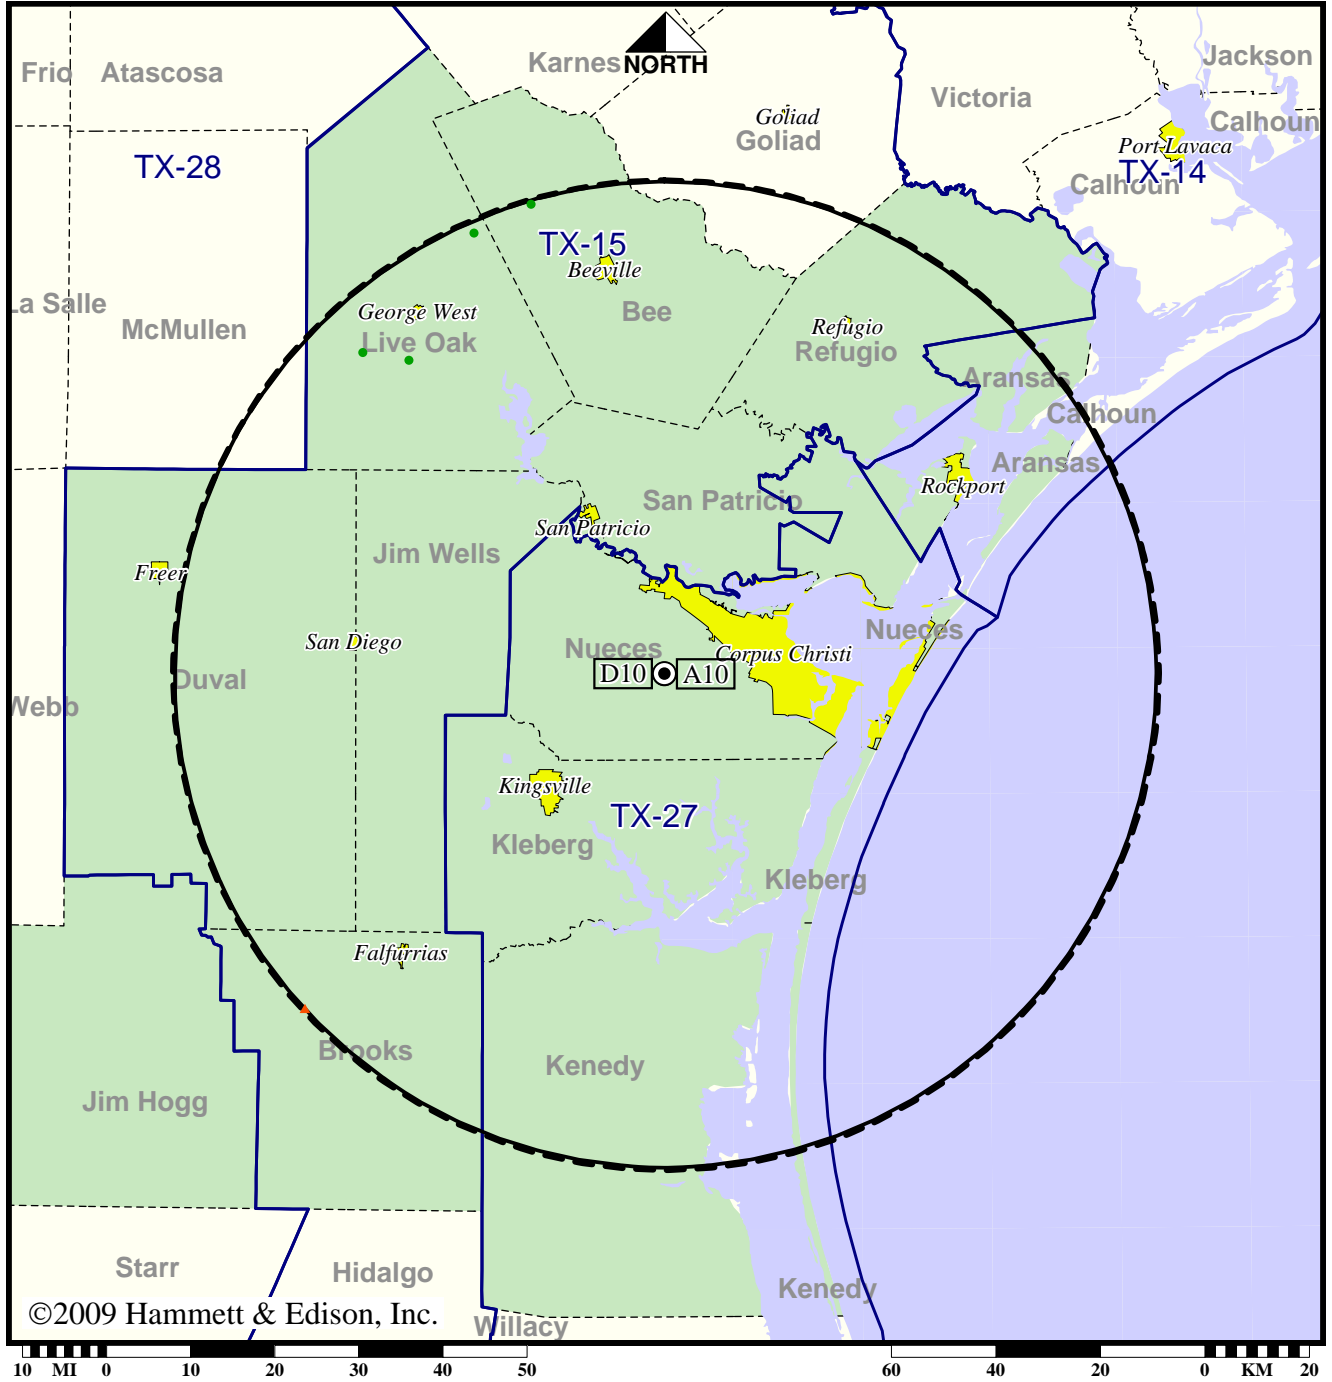 Karnes
NORTH
Jackson
Frio
Atascosa
Victoria
Goliad
Goliad
Calhoun
Port Lavaca
TX-14
Calhoun
TX-28
TX-15
Beeville
La Salle
McMullen
George West
Live Oak
Bee
Refugio
Refugio
Aransas
Calhoun
Aransas
Rockport
San Patricio
San Patricio
Jim Wells
Freer
San Diego
Nueces
Nueces
Corpus Christi
D10
A10
Duval
Webb
Kingsville
TX-27
Kleberg
Kleberg
Falfurrias
Brooks
Kenedy
Jim Hogg
Starr
Hidalgo
Kenedy
©2009 Hammett & Edison, Inc.
Willacy
10 MI 0 10 20 30 40 50
60 40 20 0 KM 20